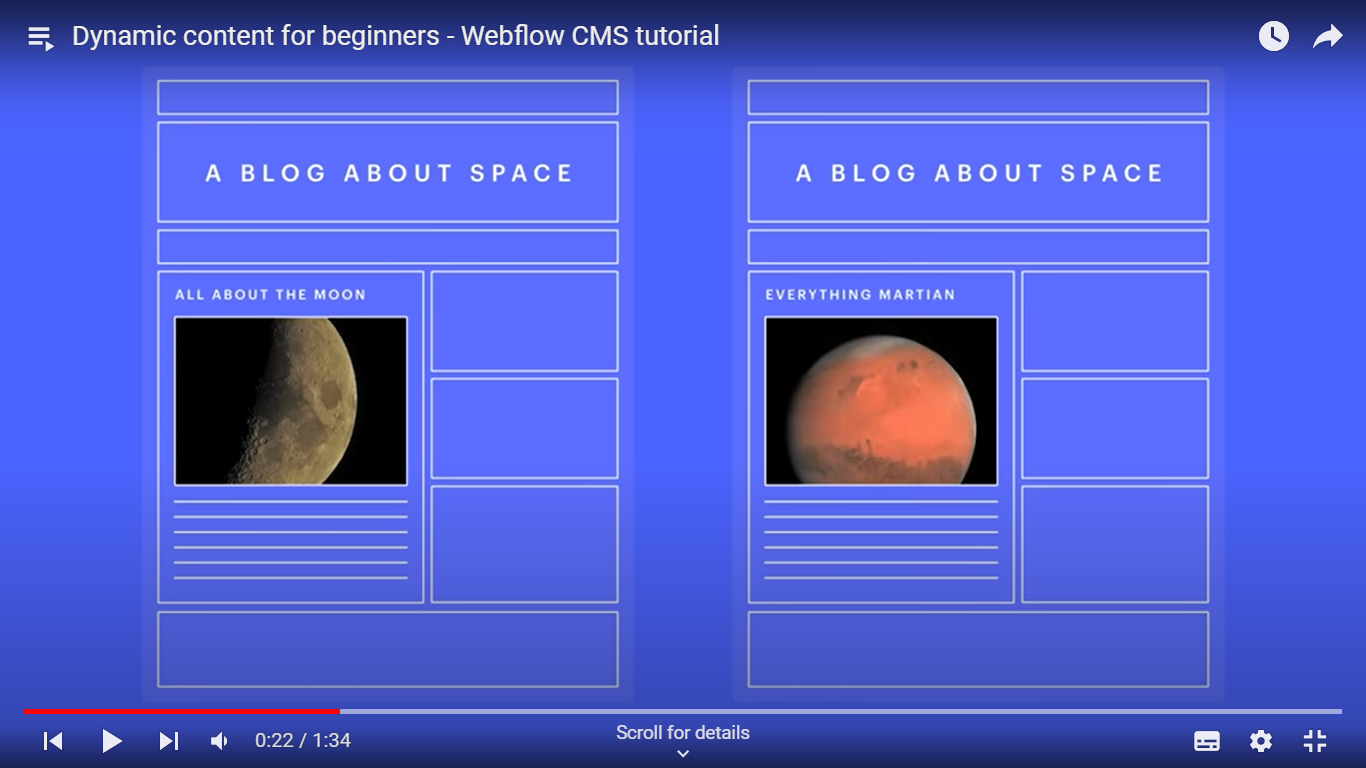 Dynamic content for beginners - Webflow CMS tutorial
A BLOG ABOUT SPACE
ALL ABOUT THE MOON
A BLOG ABOUT SPACE
EVERYTHING MARTIAN
0:22 / 1:34
Scroll for details